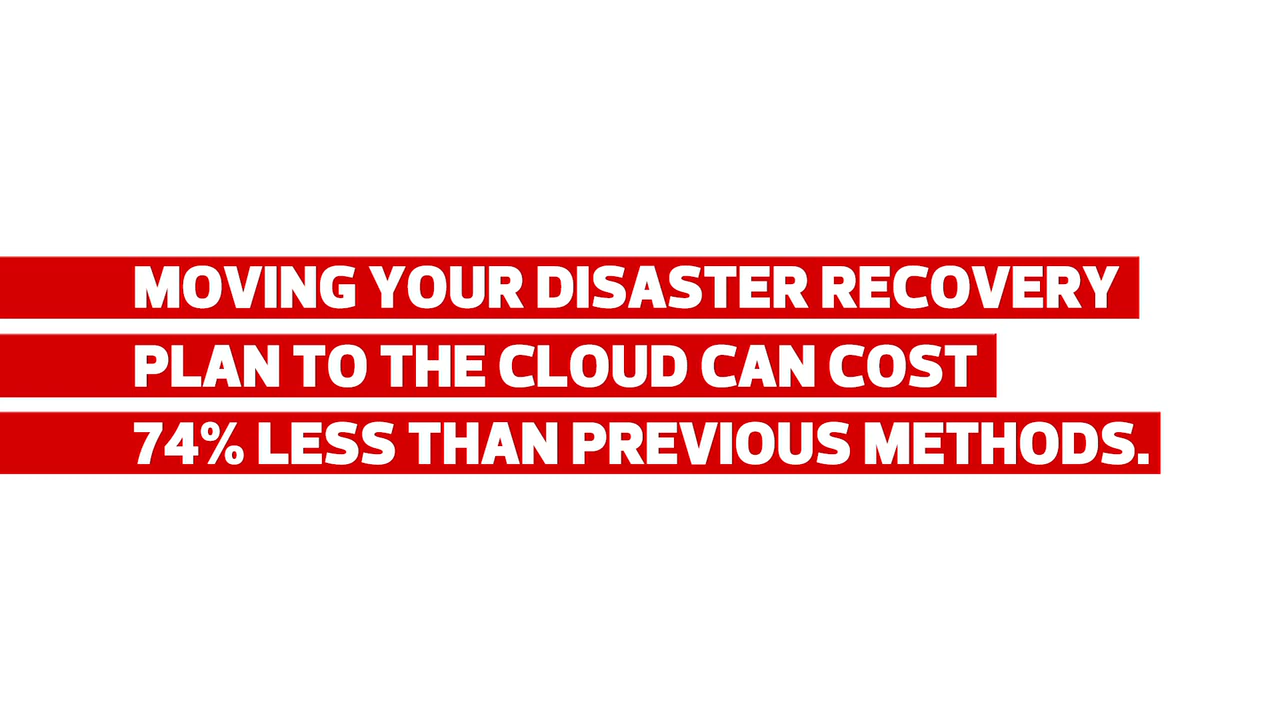 MOVING YOUR DISASTER RECOVERY
PLAN TO THE CLOUD CAN COST
74% LESS THAN PREVIOUS METHODS.